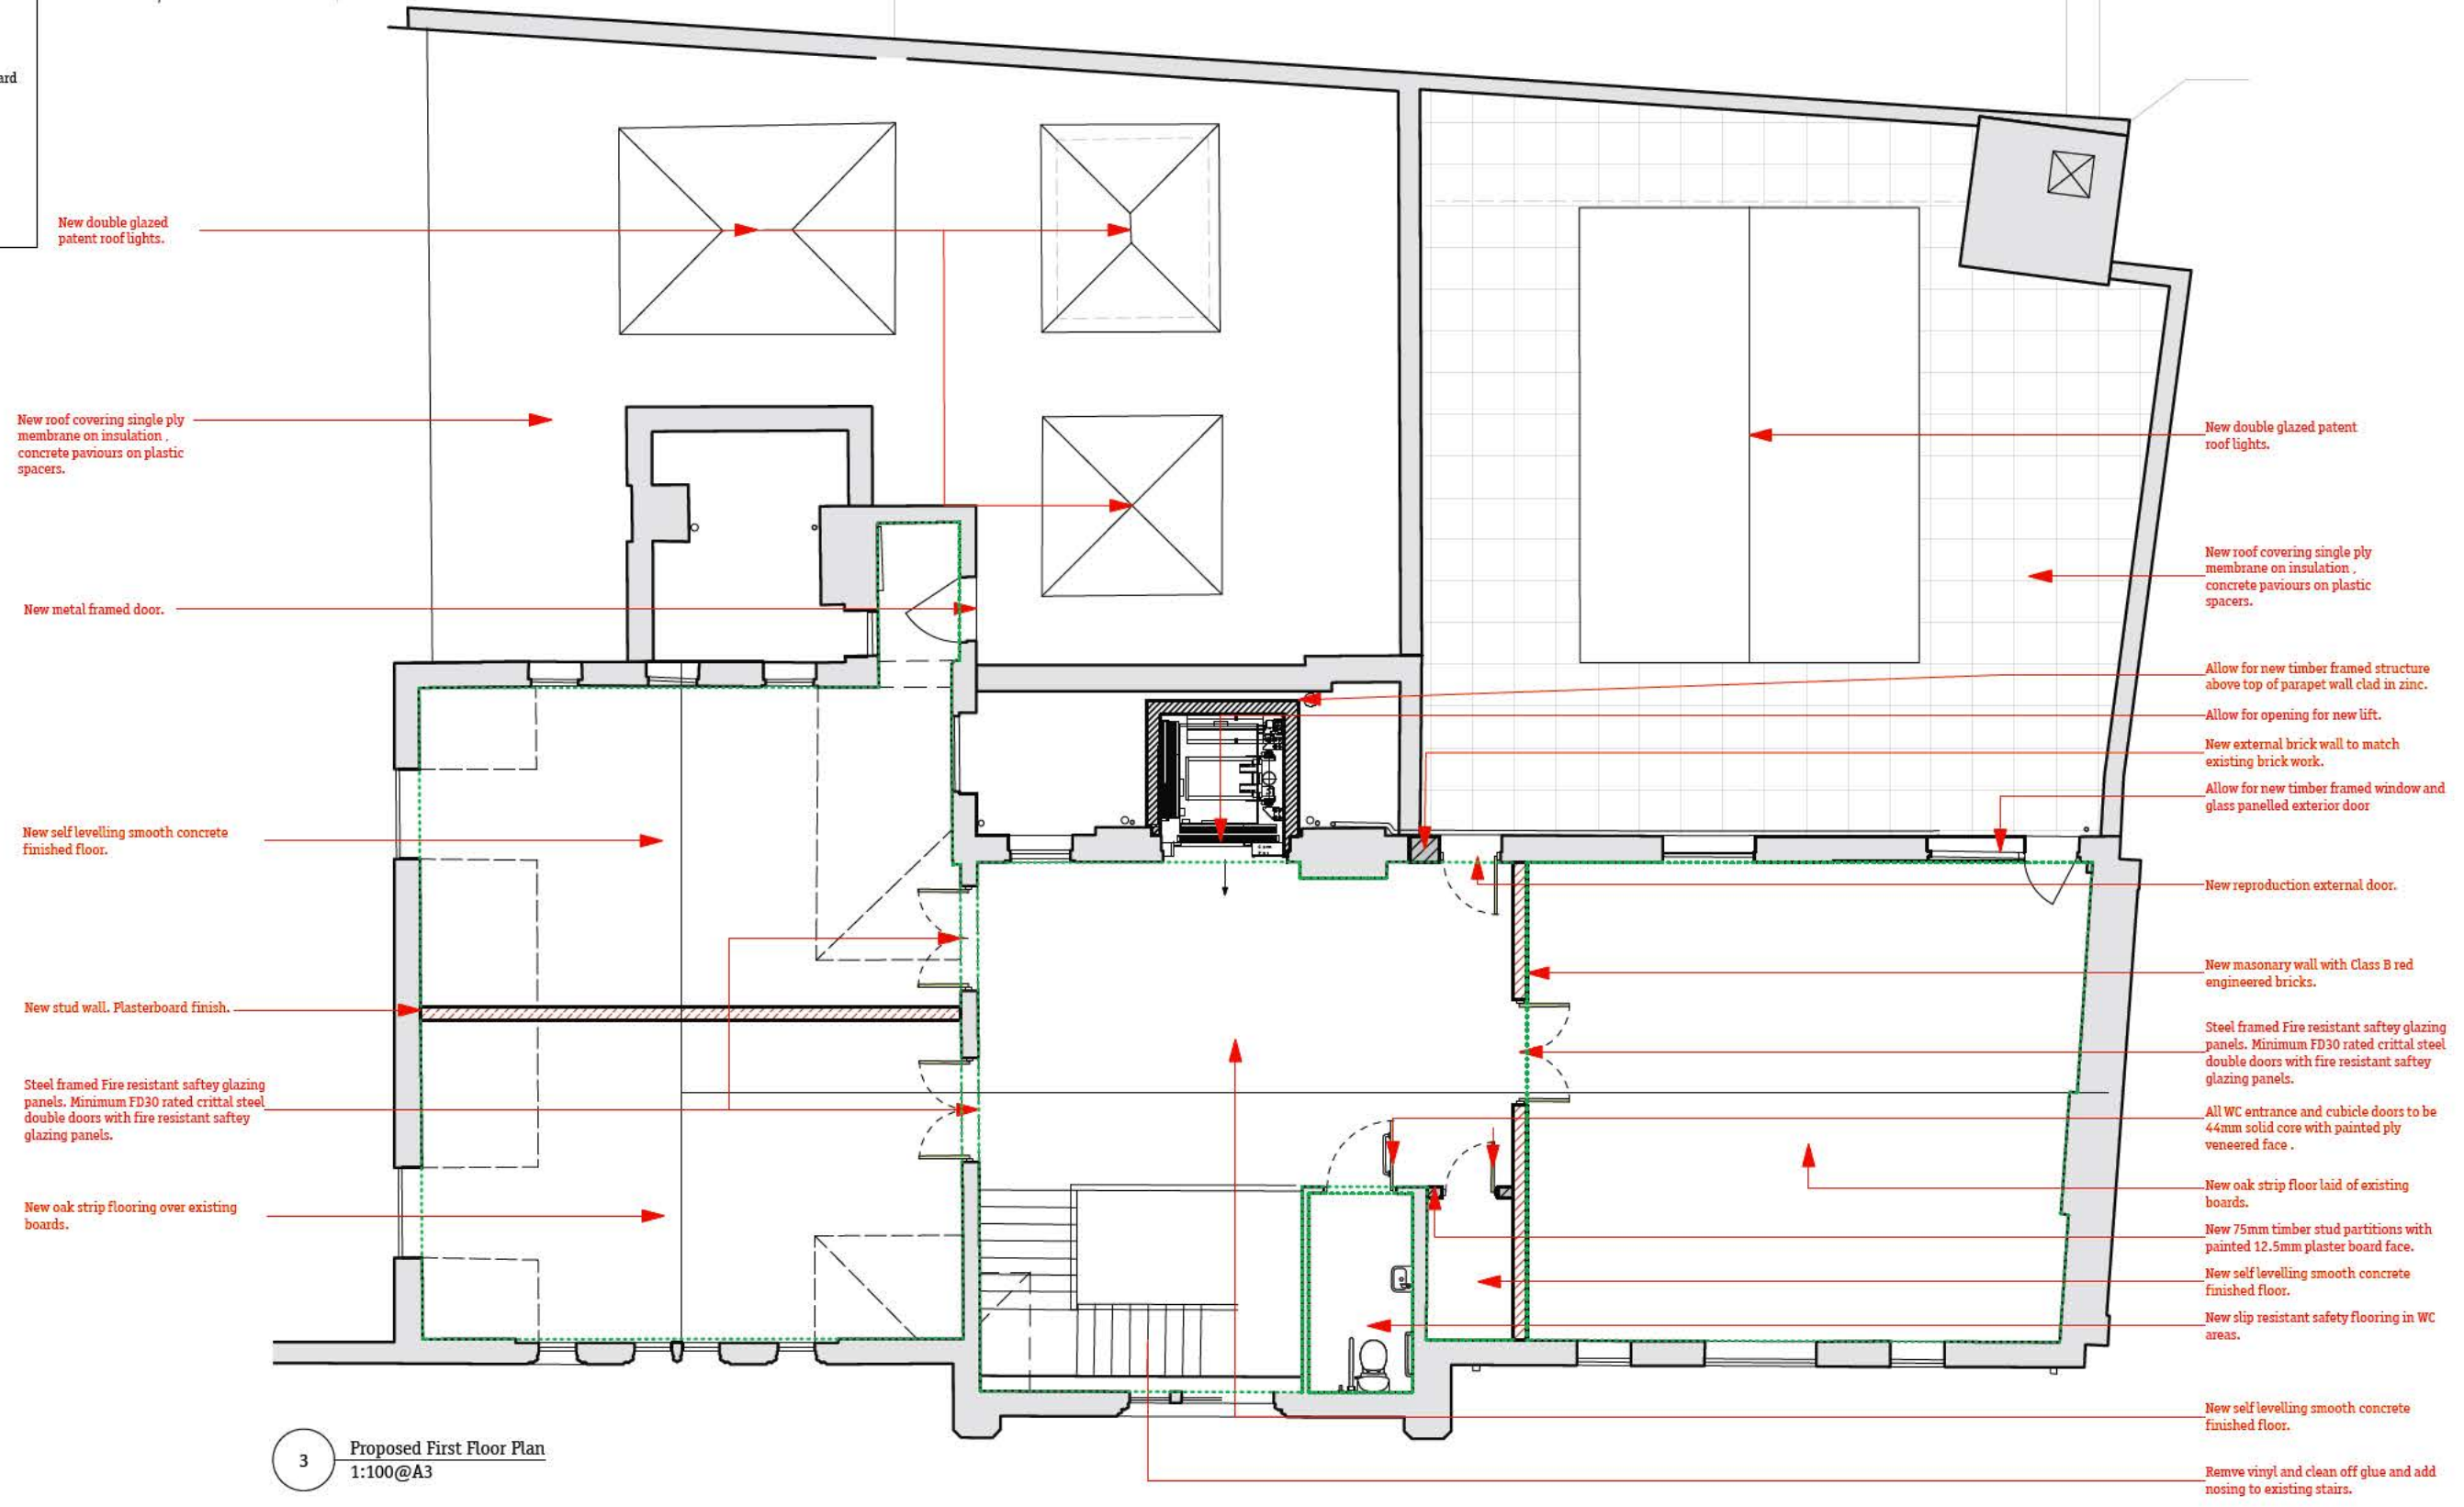 ard
New double glazed
patent roof lights.
New roof covering single ply
membrane on insulation ,
concrete paviours on plastic
spacers.
New metal framed door.
New self levelling smooth concrete
finished floor.
New stud wall. Plasterboard finish.
Steel framed Fire resistant saftey glazing
panels. Minimum FD30 rated crittal steel
double doors with fire resistant saftey
glazing panels.
New oak strip flooring over existing
boards.
New double glazed patent
roof lights.
New roof covering single ply
membrane on insulation ,
concrete paviours on plastic
spacers.
Allow for new timber framed structure
above top of parapet wall clad in zinc.
Allow for opening for new lift.
New external brick wall to match
existing brick work.
Allow for new timber framed window and
glass panelled exterior door
New reproduction external door.
New masonary wall with Class B red
engineered bricks.
Steel framed Fire resistant saftey glazing
panels. Minimum FD30 rated crittal steel
double doors with fire resistant saftey
glazing panels.
All WC entrance and cubicle doors to be
44mm solid core with painted ply
veneered face .
New oak strip floor laid of existing
boards.
New 75mm timber stud partitions with
painted 12.5mm plaster board face.
New self levelling smooth concrete
finished floor.
New slip resistant safety flooring in WC
areas.
New self levelling smooth concrete
finished floor.
Remve vinyl and clean off glue and add
nosing to existing stairs.
3
Proposed First Floor Plan
1:100@A3